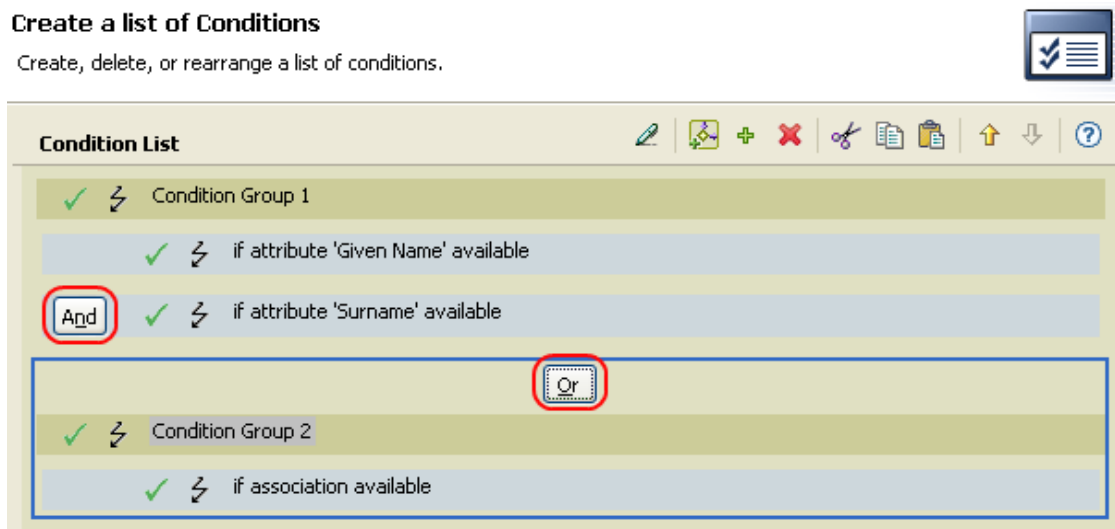 Create a list of Conditions
Create, delete, or rearrange a list of conditions.
Condition List
Condition Group 1
if attribute 'Given Name' available
And
if attribute 'Surname' available
Or
Condition Group 2
if association available